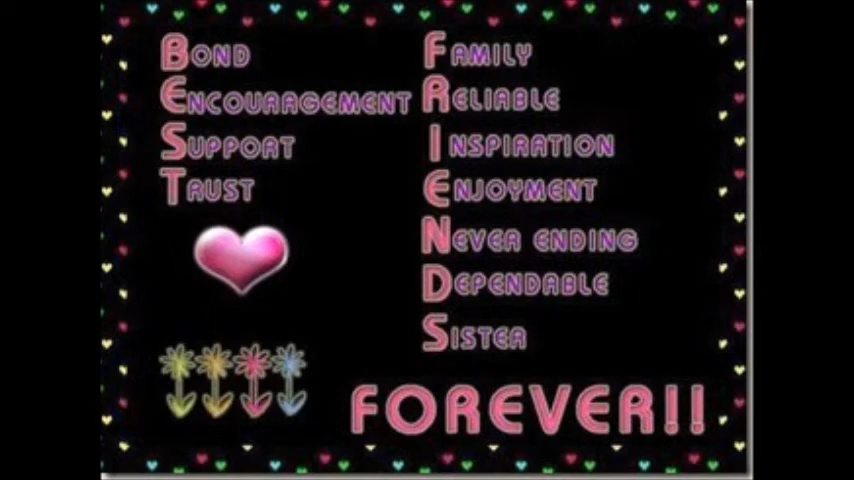 BOND
ENCOURAGEMENT
SUPPORT
TRUST
FAMILY
RELIABLE
INSPIRATION
ENJOYMENT
NEVER ENDING
DEPENDABLE
SISTER
FOREVER!!